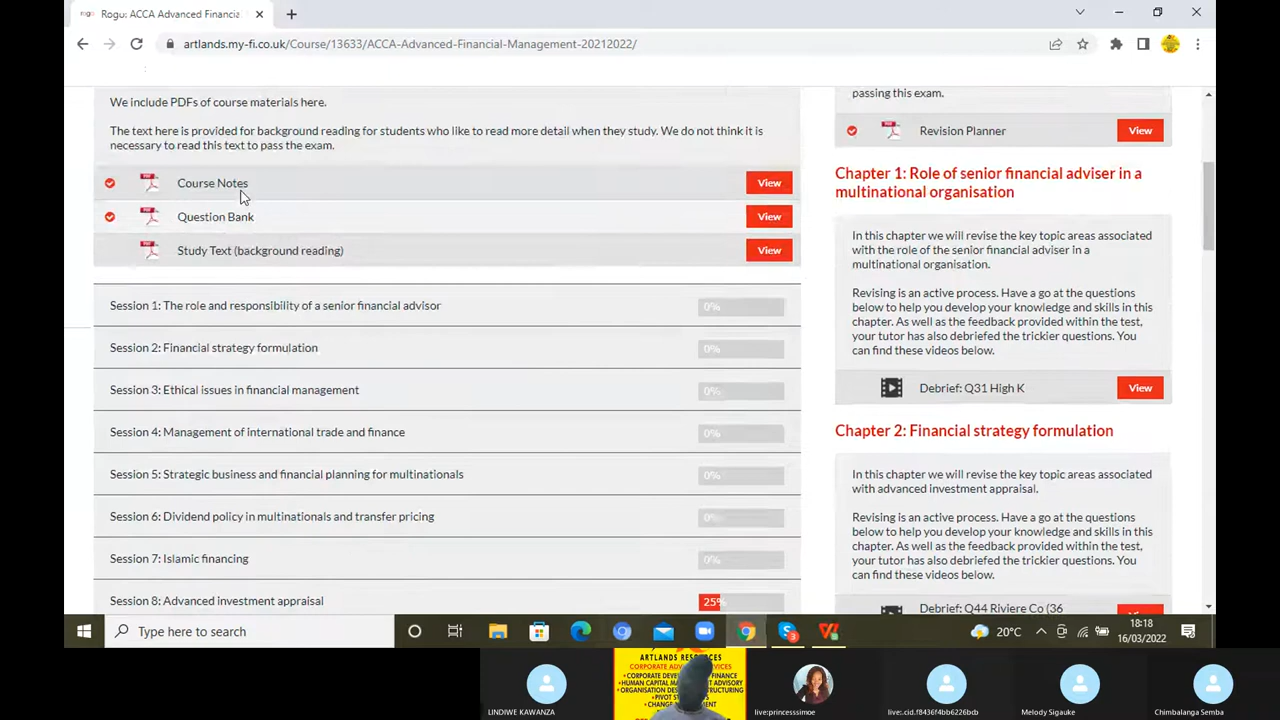 Rogu: ACCA Advanced Financial
artlands.my-fi.co.uk/Course/13633/ACCA-Advanced-Financial-Management-20212022/
We include PDFs of course materials here.
The text here is provided for background reading for students who like to read more detail when they study. We do not think it is
necessary to read this text to pass the exam.
Course Notes
View
Question Bank
View
Study Text (background reading)
View
Session 1: The role and responsibility of a senior financial advisor
0%
Session 2: Financial strategy formulation
0%
Session 3: Ethical issues in financial management
0%
Session 4: Management of international trade and finance
0%
Session 5: Strategic business and financial planning for multinationals
0%
Session 6: Dividend policy in multinationals and transfer pricing
0%
Session 7: Islamic financing
0%
Session 8: Advanced investment appraisal
25%
passing this exam.
Revision Planner
View
Chapter 1: Role of senior financial adviser in a
multinational organisation
In this chapter we will revise the key topic areas associated
with the role of the senior financial adviser in a
multinational organisation.
Revising is an active process. Have a go at the questions
below to help you develop your knowledge and skills in this
chapter. As well as the feedback provided within the test,
your tutor has also debriefed the trickier questions. You
can find these videos below.
Debrief: Q31 High K
View
Chapter 2: Financial strategy formulation
In this chapter we will revise the key topic areas associated
with advanced investment appraisal.
Revising is an active process. Have a go at the questions
below to help you develop your knowledge and skills in this
chapter. As well as the feedback provided within the test,
your tutor has also debriefed the trickier questions. You
can find these videos below.
Debrief: Q44 Riviere Co (36
Type here to search
20°C
18:18
16/03/2022
LINDIWE KAWANZA
ARTLANDS
CORPORATE
live:princesssimoe
live:.cid.f8436f4bb6226bcb
Melody Sigauke
Chimbalanga Semba